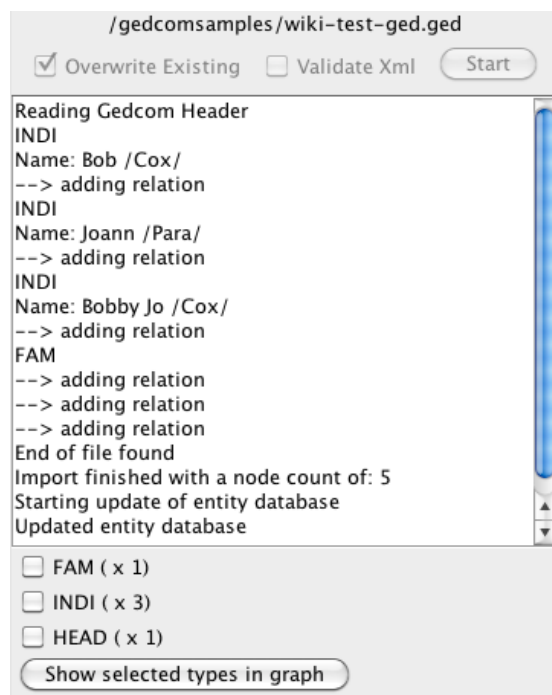 /gedcomsamples/wiki-test-ged.ged
Overwrite Existing Validate Xml Start
Reading Gedcom Header
INDI
Name: Bob /Cox/
--> adding relation
INDI
Name: Joann /Para/
--> adding relation
INDI
Name: Bobby Jo /Cox/
--> adding relation
FAM
--> adding relation
--> adding relation
--> adding relation
End of file found
Import finished with a node count of: 5
Starting update of entity database
Updated entity database
FAM ( x 1)
INDI ( x 3)
HEAD ( x 1)
Show selected types in graph